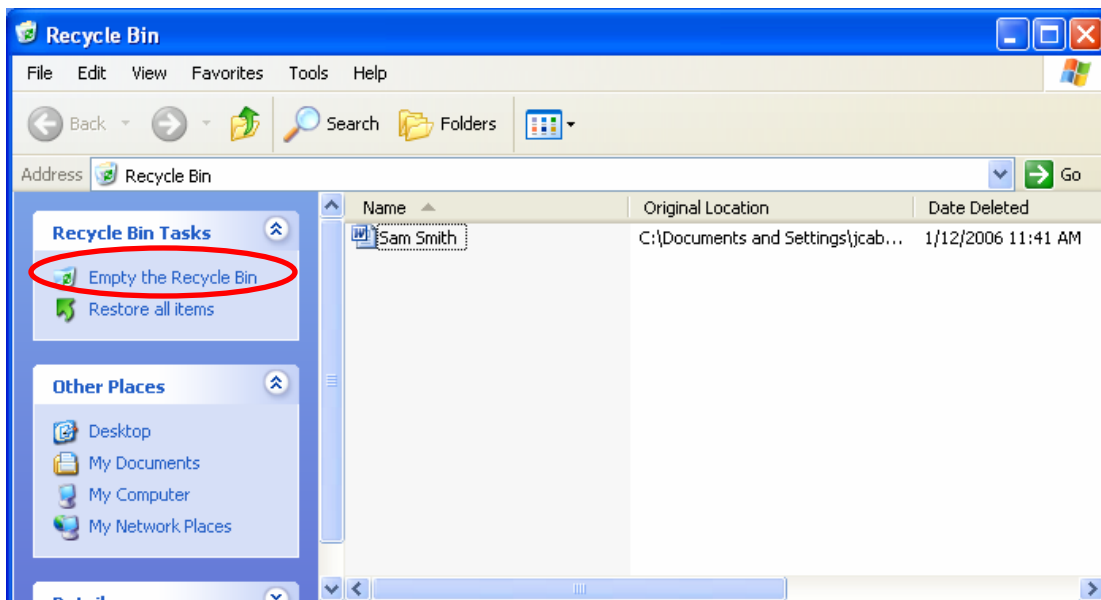 Recycle Bin
File Edit View Favorites Tools Help
Back Search Folders
Address Recycle Bin Go
Name Original Location Date Deleted
Sam Smith C:\Documents and Settings\jcab... 1/12/2006 11:41 AM
Recycle Bin Tasks
Empty the Recycle Bin
Restore all items
Other Places
Desktop
My Documents
My Computer
My Network Places